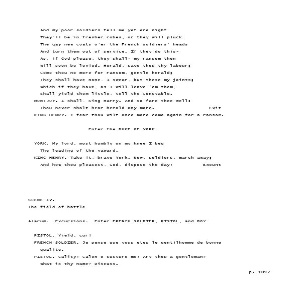 And my poor soldiers tell me yet ere night
They'll be in fresher robes, or they will pluck
The gay new coats o'er the French soldiers' heads
And turn them out of service. If they do this-
As, if God please, they shall- my ransom then
Will soon be levied. Herald, save thou thy labour;
Come thou no more for ransom, gentle herald;
They shall have none, I swear, but these my joints;
Which if they have, as I will leave 'em them,
Shall yield them little, tell the Constable.
MONTJOY. I shall, King Harry. And so fare thee well:
Thou never shalt hear herald any more. Exit
KING HENRY. I fear thou wilt once more come again for a ransom.
Enter the DUKE OF YORK
YORK. My lord, most humbly on my knee I beg
The leading of the vaward.
KING HENRY. Take it, brave York. Now, soldiers, march away;
And how thou pleasest, God, dispose the day! Exeunt
SCENE IV.
The field of battle
Alarum. Excursions. Enter FRENCH SOLDIER, PISTOL, and BOY
PISTOL. Yield, cur!
FRENCH SOLDIER. Je pense que vous etes le gentilhomme de bonne
qualite.
PISTOL. Cality! Calen o custure me! Art thou a gentleman?
What is thy name? Discuss.